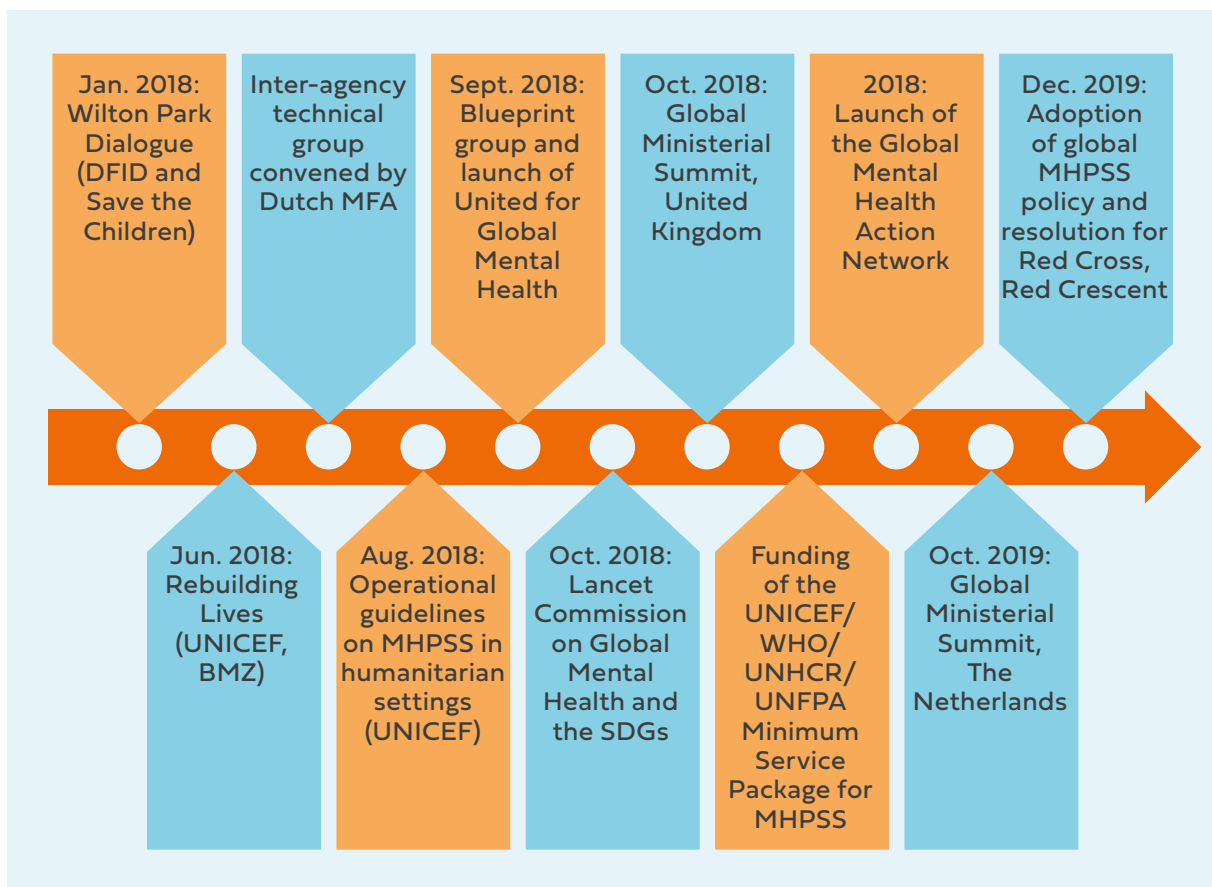 Jan. 2018:
Wilton Park
Dialogue
(DFID and
Save the
Children)
Inter-agency
technical
group
convened by
Dutch MFA
Sept. 2018:
Blueprint
group and
launch of
United for
Global
Mental
Health
Oct. 2018:
Global
Ministerial
Summit,
United
Kingdom
2018:
Launch of
the Global
Mental
Health
Action
Network
Dec. 2019:
Adoption
of global
MHPSS
policy and
resolution for
Red Cross,
Red Crescent
Jun. 2018:
Rebuilding
Lives
(UNICEF,
BMZ)
Aug. 2018:
Operational
guidelines
on MHPSS in
humanitarian
settings
(UNICEF)
Oct. 2018:
Lancet
Commission
on Global
Mental
Health and
the SDGs
Funding
of the
UNICEF/
WHO/
UNHCR/
UNFPA
Minimum
Service
Package for
MHPSS
Oct. 2019:
Global
Ministerial
Summit,
The
Netherlands